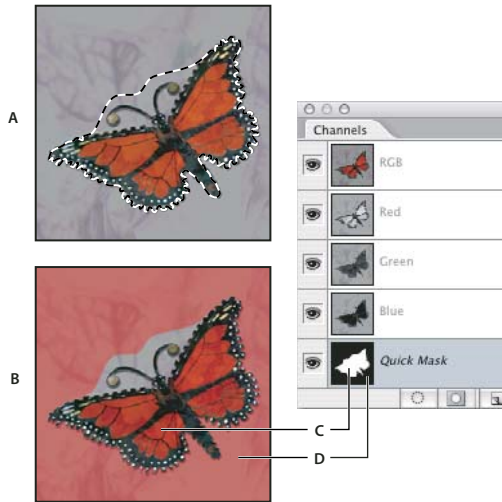 A
Channels
RGB
Red
Green
Blue
B
Quick Mask
C
D